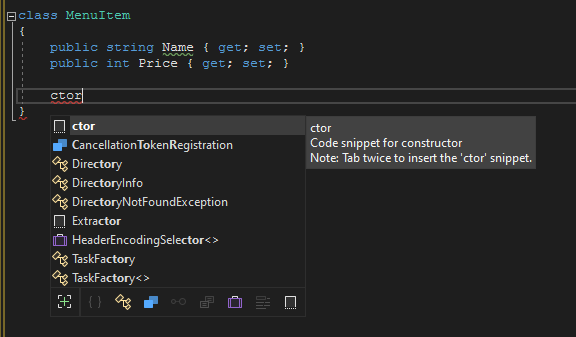 class MenuItem
{
public string Name { get; set; }
public int Price { get; set; }
ctor
}
ctor
CancellationTokenRegistration
Directory
DirectoryInfo
DirectoryNotFoundException
Extractor
HeaderEncodingSelector<>
TaskFactory
TaskFactory<>
ctor
Code snippet for constructor
Note: Tab twice to insert the 'ctor' snippet.